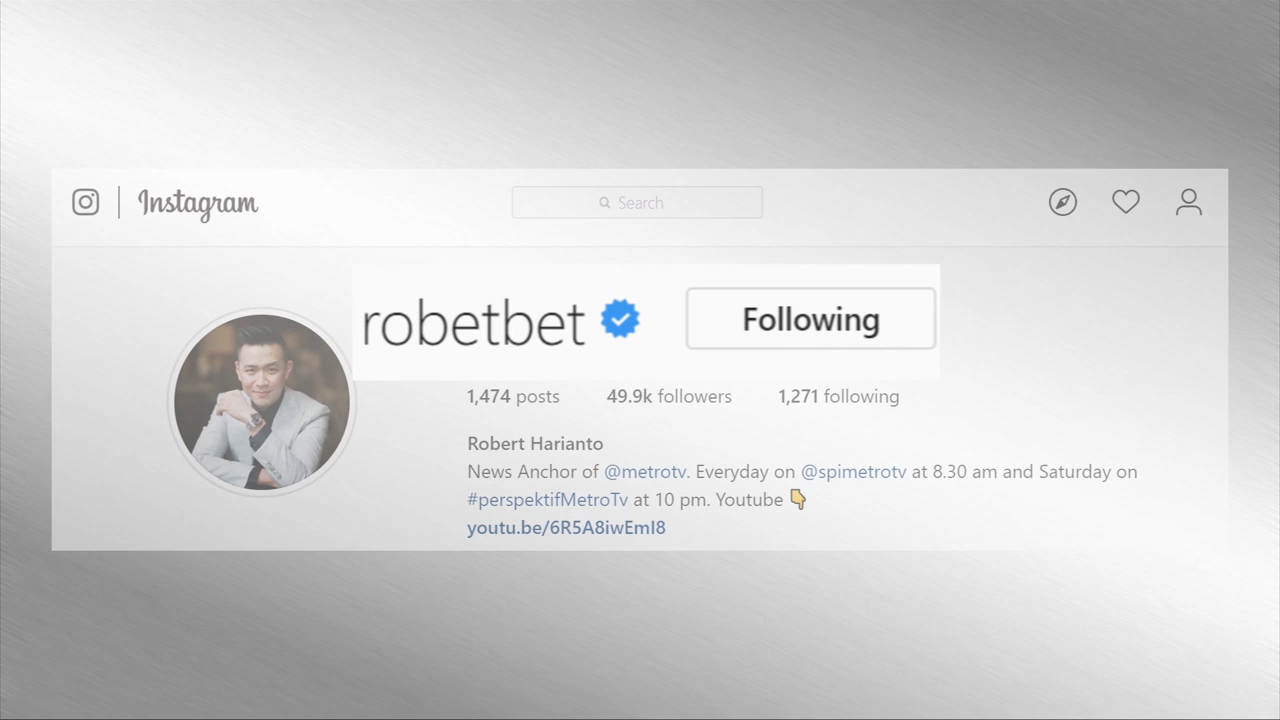 Instagram
Search
robetbet Following
1,474 posts 49.9k followers 1,271 following
Robert Harianto
News Anchor of @metrotv. Everyday on @spimetrotv at 8.30 am and Saturday on
#perspektifMetroTv at 10 pm. Youtube 👇
youtu.be/6R5A8iwEmI8